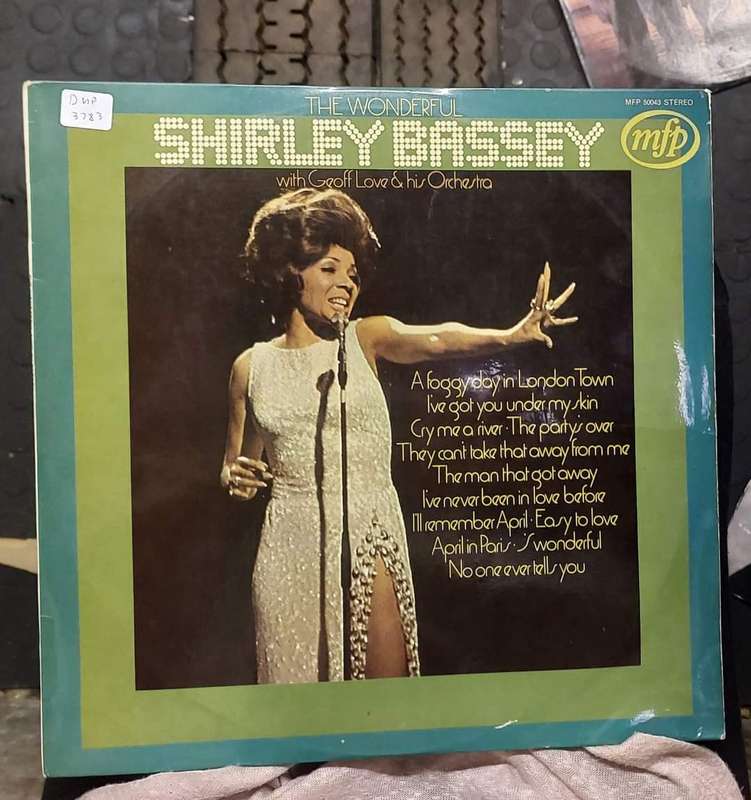 DMP
3783
THE WONDERFUL
MFP 50043 STEREO
SHIRLEY BASSEY
mfp
with Geoff Love & his Orchestra
A foggy day in London Town
I've got you under my skin
Cry me a river · The party's over
They can't take that away from me
The man that got away
I've never been in love before
I'll remember April · Easy to love
April in Paris · 's wonderful
No one ever tells you